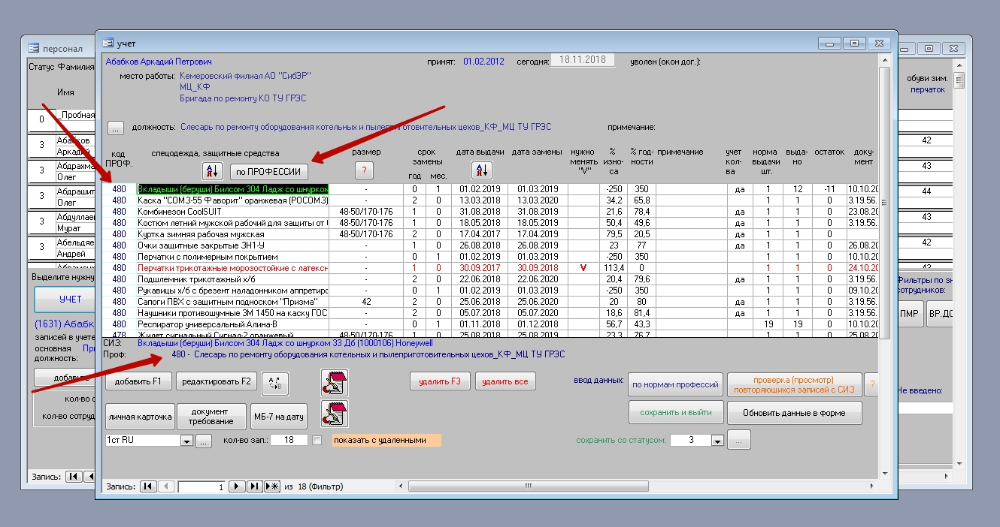 персонал
Статус Фамилия
Имя
0 _Пробная
3 Абабков
Аркадий
3 Абдрахма
Олег
3 Абдрашит
Олег
3 Абдуллаев
Мурат
3 Абельдяе
Андрей
Выделите нужну
УЧЕТ
(1631) Абабк
записей в учете
основная
должность:
добавить
кол-во с
кол-во сотруд
Запись:
учет
Абабков Аркадий Петрович принят: 01.02.2012 сегодня: 18.11.2018 уволен (окон дог.):
место работы: Кемеровский филиал АО "СибЭР"
МЦ_КФ
Бригада по ремонту КО ТУ ГРЭС
... должность: Слесарь по ремонту оборудования котельных и пылеприготовительных цехов_КФ_МЦ ТУ ГРЭС примечание:
код ПРОФ. спецодежда, защитные средства размер срок замены дата выдачи дата замены нужно менять "V" % изно- са % год- ности примечание учет кол- ва норма выдачи шт. выда- но остаток доку- мент
А Я по ПРОФЕССИИ ? год мес. А Я
480 Вкладыши (беруши) Билсом 304 Ладж со шнурком - 0 1 01.02.2019 01.03.2019 -250 350 да 1 12 -11 10.10.20
480 Каска "СОМЗ-55 Фаворит" оранжевая (РОСОМЗ) - 2 0 13.03.2018 13.03.2020 34,2 65,8 1 1 0 3.19.56.
480 Комбинезон CoolSUIT 48-50/170-176 1 0 31.08.2018 31.08.2019 21,6 78,4 да 1 1 0 23.08.20
480 Костюм летний мужской рабочий для защиты от 48-50/170-176 1 0 18.05.2018 18.05.2019 50,4 49,6 да 1 1 0 3.19.56.
480 Куртка зимняя рабочая мужская 48-50/170-176 2 0 17.04.2017 17.04.2019 79,5 20,5 да 1 1 0
480 Очки защитные закрытые ЗН1-У - 1 0 26.08.2018 26.08.2019 23 77 да 1 1 0 26.08.20
480 Перчатки с полимерным покрытием - 0 1 01.02.2019 01.03.2019 -250 350 1 1 0 10.10.20
480 Перчатки трикотажные морозостойкие с латексн - 1 0 30.09.2017 30.09.2018 V 113,4 0 1 1 0 24.10.20
480 Подшлемник трикотажный х/б - 2 0 22.06.2018 22.06.2020 20,4 79,6 да 1 1 0 3.19.56.
480 Рукавицы х/б с брезент наладонником аппретирс - 0 1 01.02.2019 01.03.2019 -250 350 1 1 0 09.10.20
480 Сапоги ПВХ с защитным подноском "Призма" 42 2 0 25.06.2018 25.06.2020 20 80 да 1 1 0 3.19.56.
480 Наушники противошумные 3М 1450 на каску ГОС - 2 0 05.07.2018 05.07.2020 18,6 81,4 да 1 1 0 3.19.56.
480 Респиратор универсальный Алина-В - 0 1 01.11.2018 01.12.2018 56,7 43,3 19 19 0 10.10.20
478 Жилет сигнальный Сигнал-2 оранжевый 48-50/170-176 1 0 25.08.2018 25.08.2019 23,3 76,7 да 1 1 0 25.08.20
СИЗ: Вкладыши (беруши) Билсом 304 Ладж со шнурком 33 Дб (1000106) Honeywell
Проф: 480 - Слесарь по ремонту оборудования котельных и пылеприготовительных цехов_КФ_МЦ ТУ ГРЭС
добавить F1 редактировать F2 удалить F3 удалить все ввод данных: по нормам профессий проверка (просмотр) повторяющихся записей с СИЗ ?
личная карточка документ требование МБ-7 на дату сохранить и выйти Обновить данные в форме
1ст RU ... кол-во зап.: 18 показать с удаленными сохранить со статусом: 3 ...
Запись: 1 из 18 (Фильтр)
обуви зим.
перчаток
42
43
44
43
42
43
Фильтры по зн
сотрудников:
ПМР ВР.ДО
Не введено: